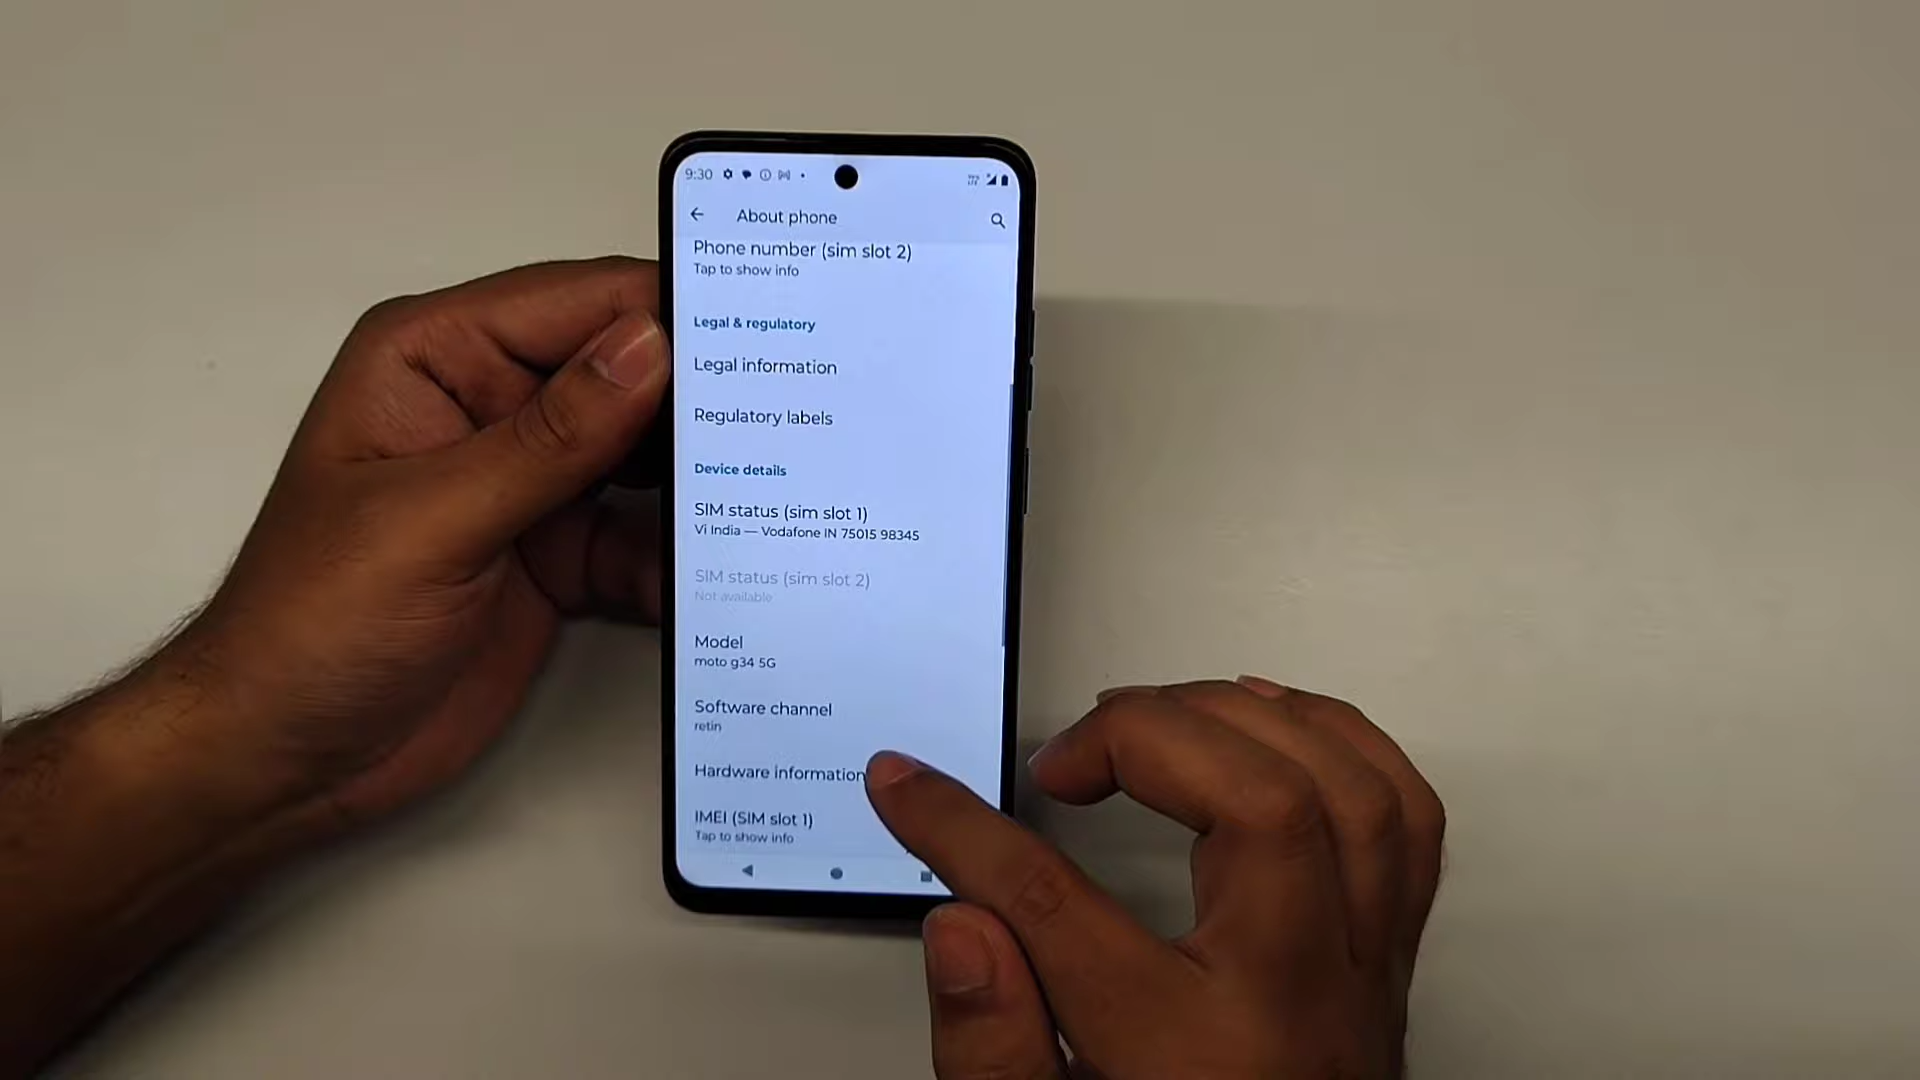 9:30
About phone
Phone number (sim slot 2)
Tap to show info
Legal & regulatory
Legal information
Regulatory labels
Device details
SIM status (sim slot 1)
Vi India — Vodafone IN 75015 98345
SIM status (sim slot 2)
Not available
Model
moto g34 5G
Software channel
retin
Hardware information
IMEI (SIM slot 1)
Tap to show info